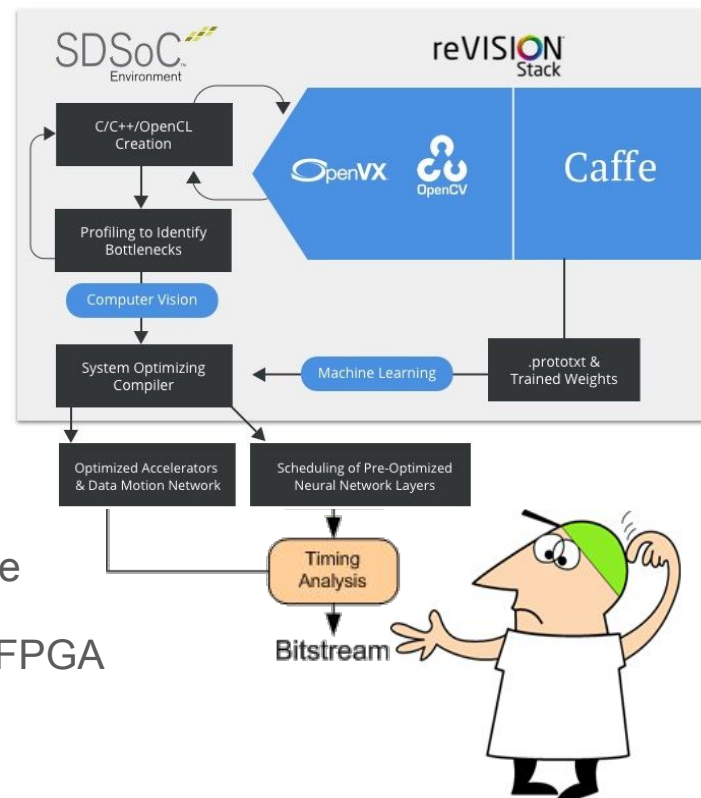 SDSoC™
Environment
reVISION
Stack
C/C++/OpenCL
Creation
OpenVX
OpenCV
Caffe
Profiling to Identify
Bottlenecks
Computer Vision
System Optimizing
Compiler
Machine Learning
.prototxt &
Trained Weights
Optimized Accelerators
& Data Motion Network
Scheduling of Pre-Optimized
Neural Network Layers
e
Timing
Analysis
FPGA
Bitstream